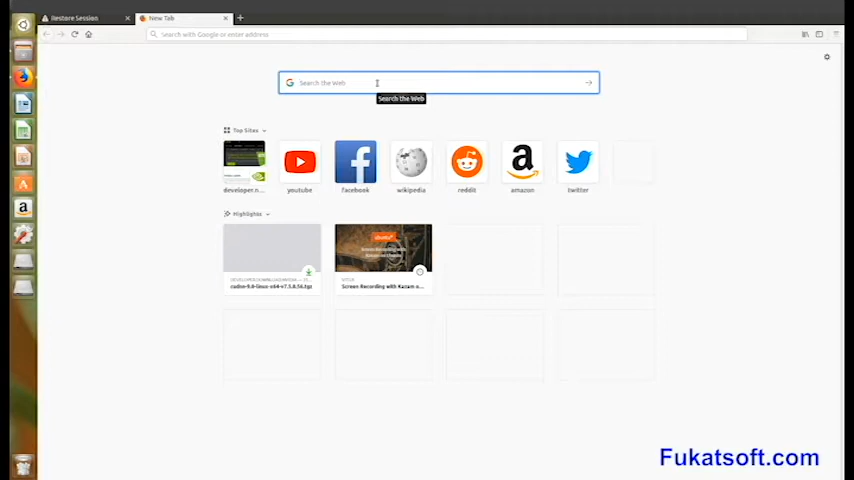 Restore Session
New Tab
Search with Google or enter address
Search the Web
Search the Web
Top Sites
developer.n...
youtube
facebook
wikipedia
reddit
amazon
twitter
Highlights
cudnn-9.0-linux-x64-v7.5.0.56.tgz
ubuntu
Screen Recording with Kazam o...
Fukatsoft.com